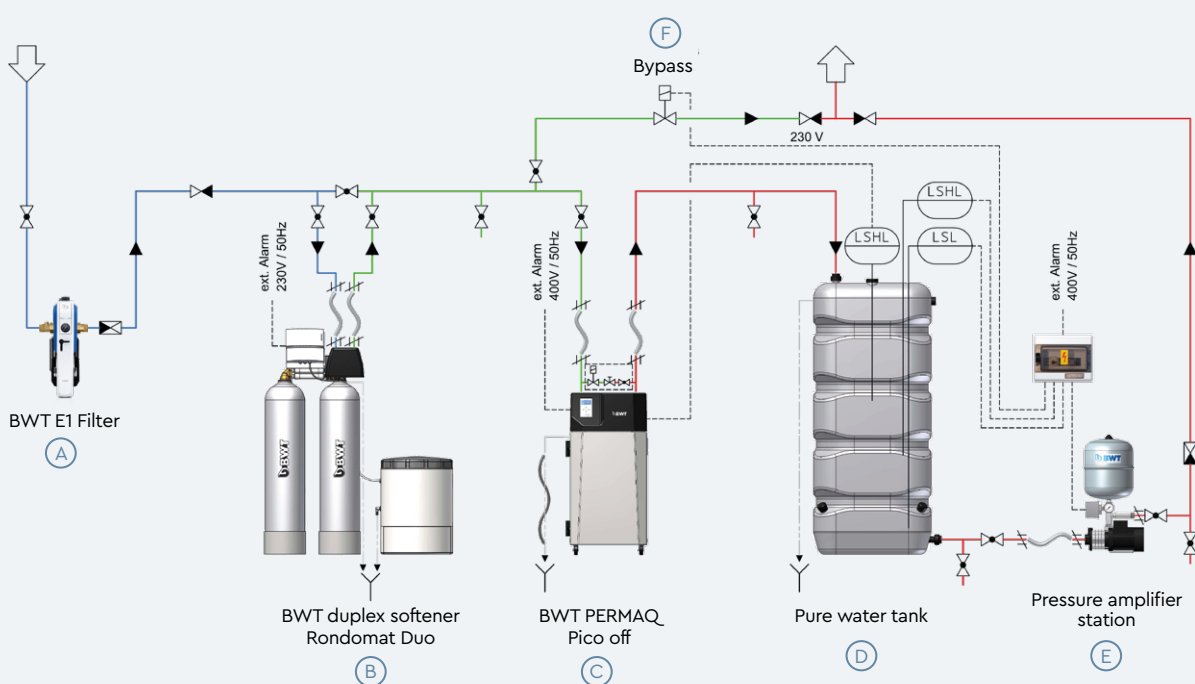 F
Bypass
230 V
LSHL
LSHL
LSL
ext. Alarm
230V / 50Hz
ext. Alarm
400V / 50Hz
ext. Alarm
400V / 50Hz
BWT
BWT
BWT
BWT
BWT E1 Filter
A
BWT duplex softener
Rondomat Duo
B
BWT PERMAQ
Pico off
C
Pure water tank
D
Pressure amplifier
station
E